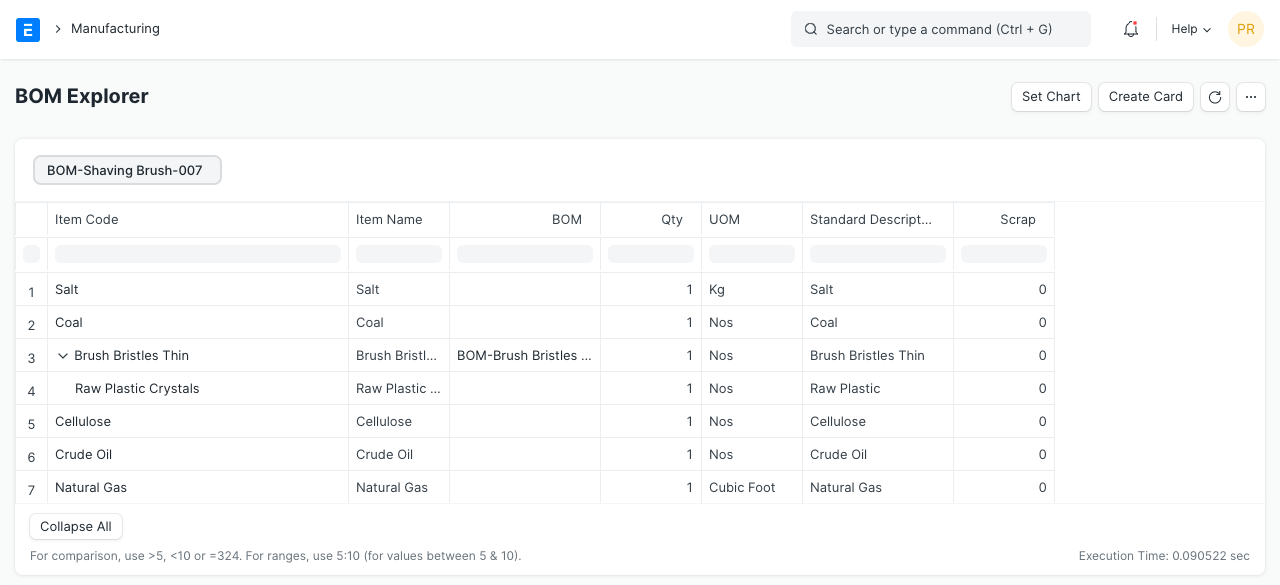 E > Manufacturing Search or type a command (Ctrl + G) Help PR
BOM Explorer Set Chart Create Card ...
BOM-Shaving Brush-007
Item Code Item Name BOM Qty UOM Standard Descript... Scrap
1 Salt Salt 1 Kg Salt 0
2 Coal Coal 1 Nos Coal 0
3 Brush Bristles Thin Brush Bristl... BOM-Brush Bristles ... 1 Nos Brush Bristles Thin 0
4 Raw Plastic Crystals Raw Plastic ... 1 Nos Raw Plastic 0
5 Cellulose Cellulose 1 Nos Cellulose 0
6 Crude Oil Crude Oil 1 Nos Crude Oil 0
7 Natural Gas Natural Gas 1 Cubic Foot Natural Gas 0
Collapse All
For comparison, use >5, <10 or =324. For ranges, use 5:10 (for values between 5 & 10). Execution Time: 0.090522 sec